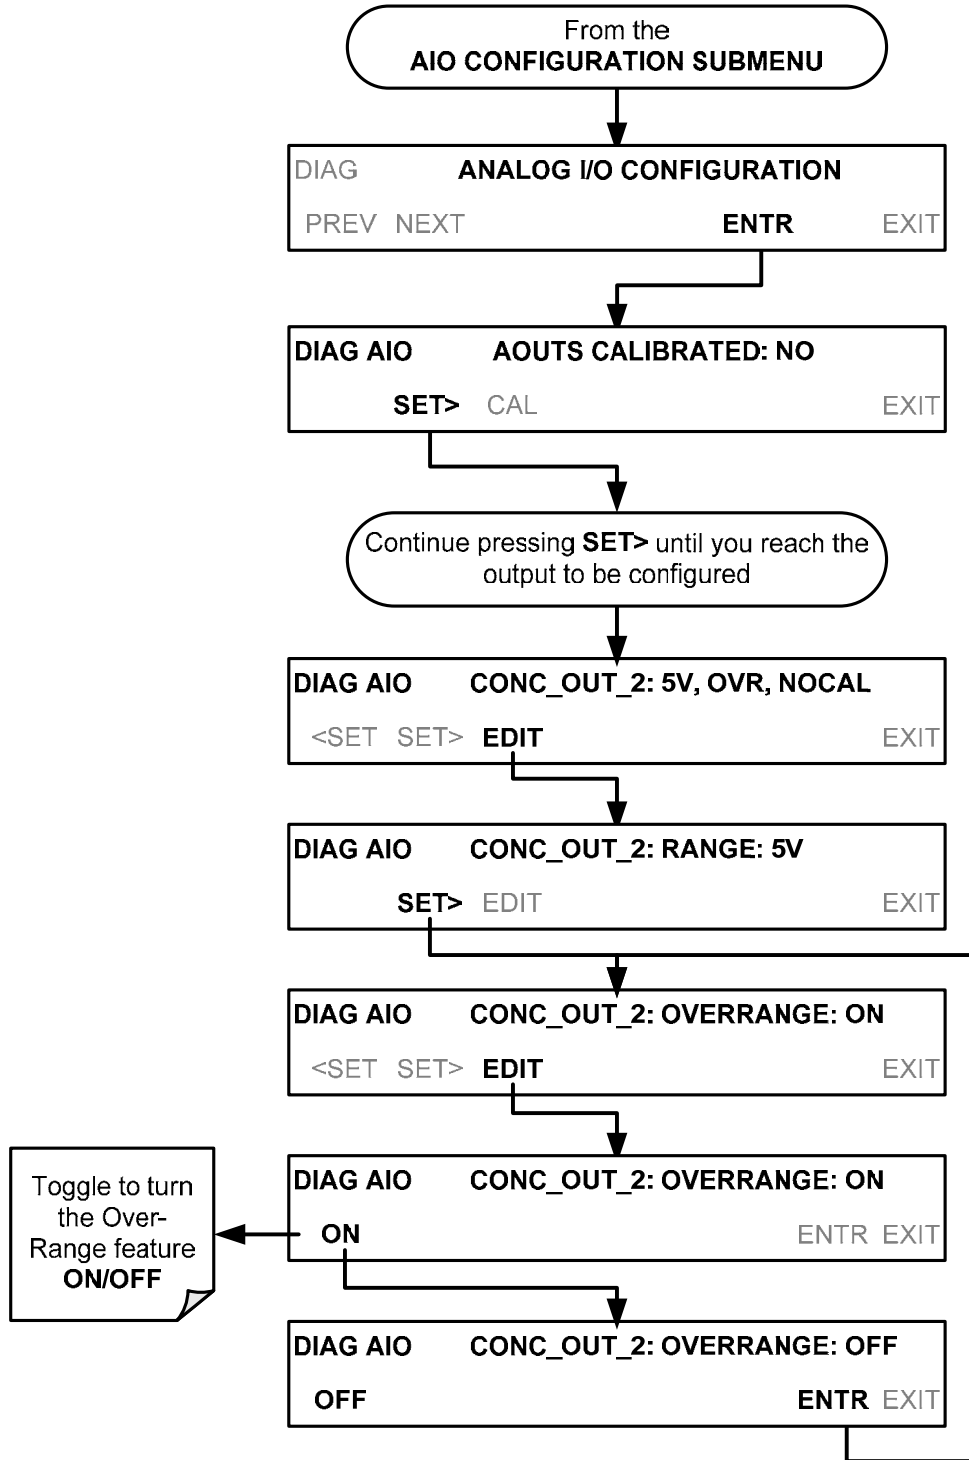 From the
AIO CONFIGURATION SUBMENU
DIAG ANALOG I/O CONFIGURATION
PREV NEXT ENTR EXIT
DIAG AIO AOUTS CALIBRATED: NO
SET> CAL EXIT
Continue pressing SET> until you reach the
output to be configured
DIAG AIO CONC_OUT_2: 5V, OVR, NOCAL
<SET SET> EDIT EXIT
DIAG AIO CONC_OUT_2: RANGE: 5V
SET> EDIT EXIT
DIAG AIO CONC_OUT_2: OVERRANGE: ON
<SET SET> EDIT EXIT
DIAG AIO CONC_OUT_2: OVERRANGE: ON
ON ENTR EXIT
Toggle to turn
the Over-
Range feature
ON/OFF
DIAG AIO CONC_OUT_2: OVERRANGE: OFF
OFF ENTR EXIT